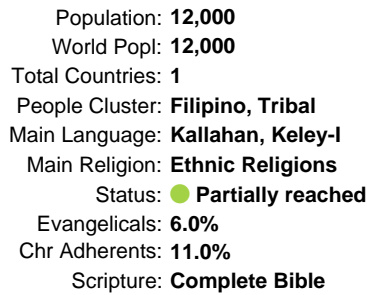 Population: 12,000
World Popl: 12,000
Total Countries: 1
People Cluster: Filipino, Tribal
Main Language: Kallahan, Keley-I
Main Religion: Ethnic Religions
Status: Partially reached
Evangelicals: 6.0%
Chr Adherents: 11.0%
Scripture: Complete Bible